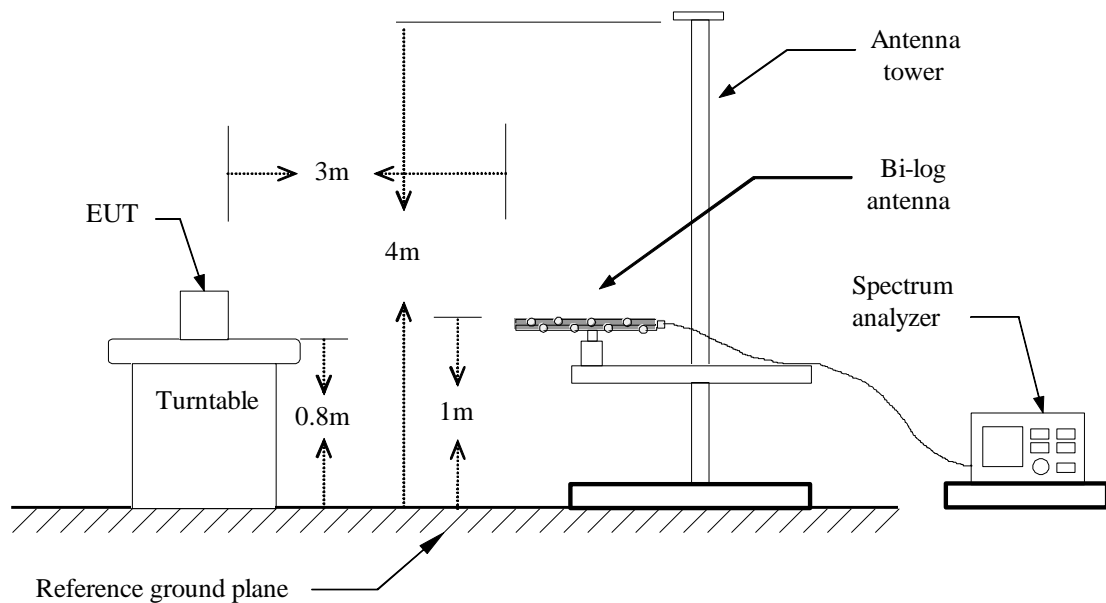 Antenna
tower
3m
Bi-log
antenna
EUT
4m
Spectrum
analyzer
Turntable
0.8m
1m
Reference ground plane